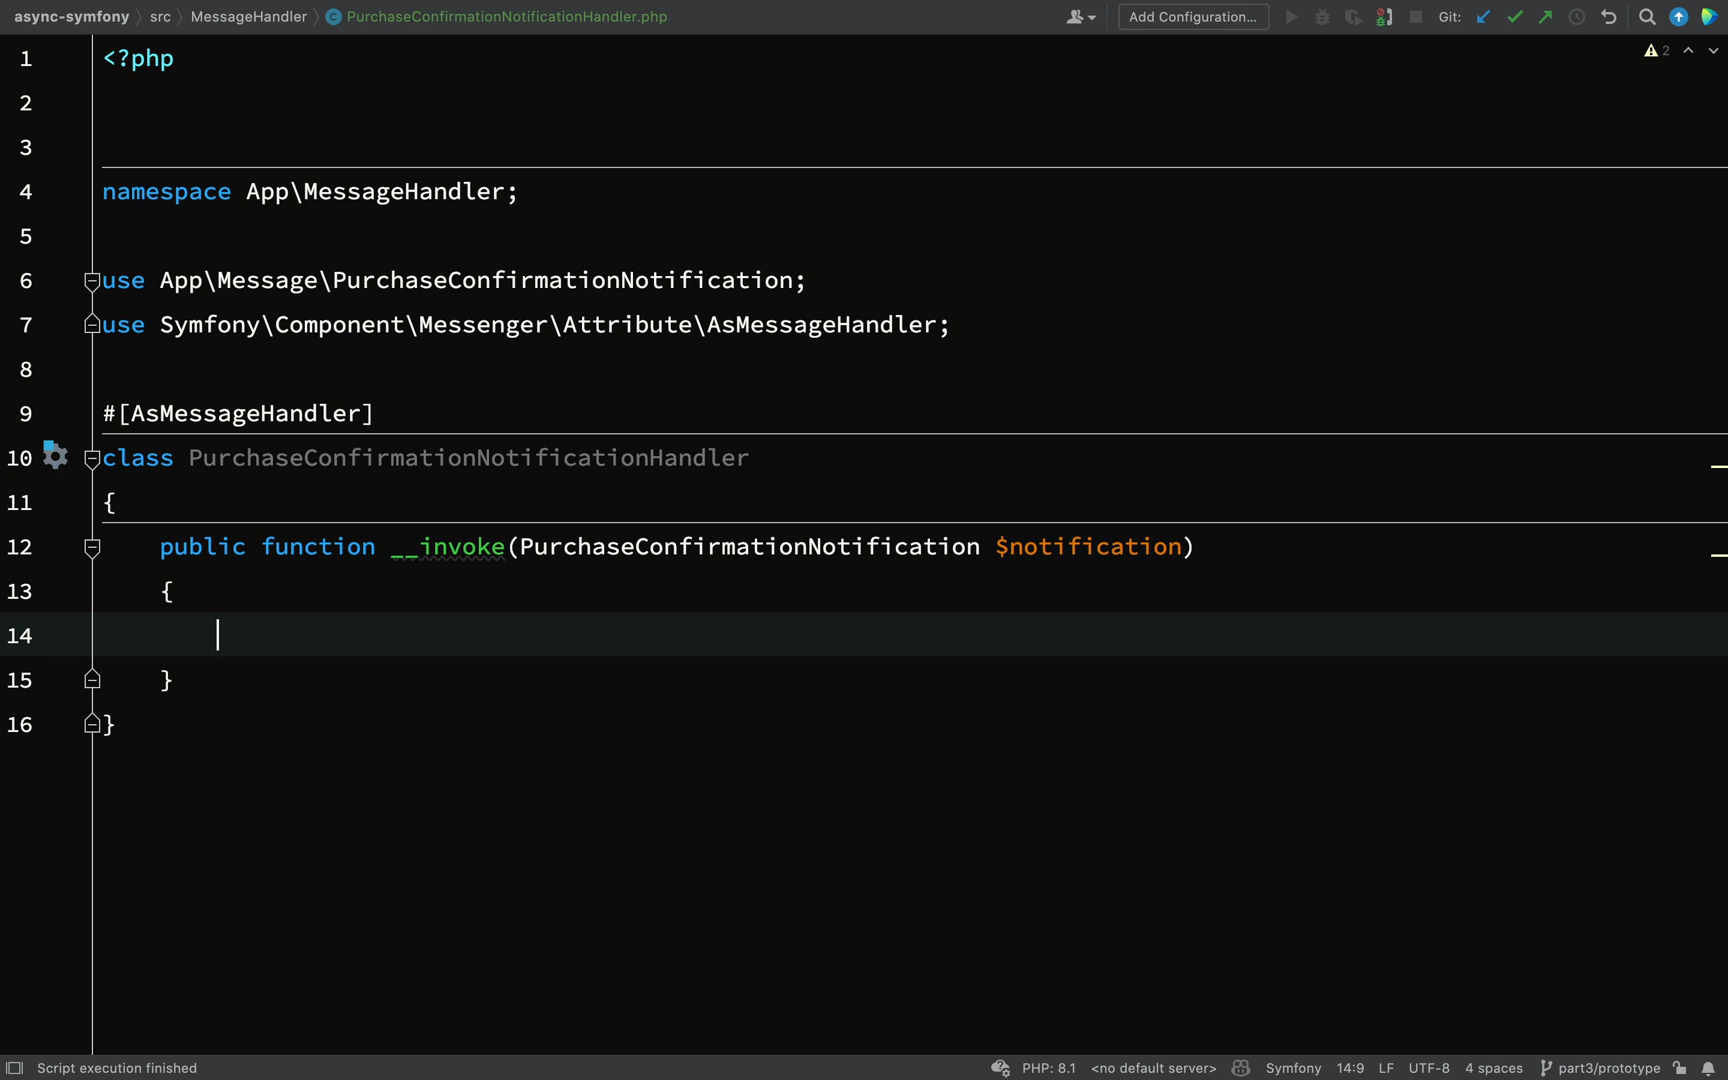 async-symfony src MessageHandler PurchaseConfirmationNotificationHandler.php Add Configuration... Git:
2
1 <?php
2
3
4 namespace App\MessageHandler;
5
6 use App\Message\PurchaseConfirmationNotification;
7 use Symfony\Component\Messenger\Attribute\AsMessageHandler;
8
9 #[AsMessageHandler]
10 class PurchaseConfirmationNotificationHandler
11 {
12 public function __invoke(PurchaseConfirmationNotification $notification)
13 {
14
15 }
16 }
Script execution finished PHP: 8.1 <no default server> Symfony 14:9 LF UTF-8 4 spaces part3/prototype